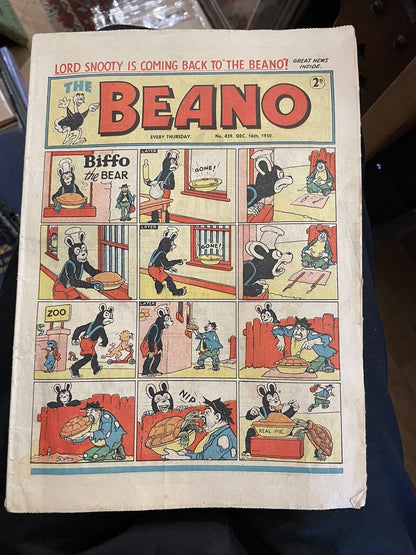 LORD SNOOTY IS COMING BACK TO THE BEANO! GREAT NEWS INSIDE.
THE BEANO
2D
EVERY THURSDAY. No. 439. DEC. 16th, 1950.
Biffo
the BEAR
LATER
GONE!
LATER
GONE!
ZOO
LATER
NIP
REAL PIE